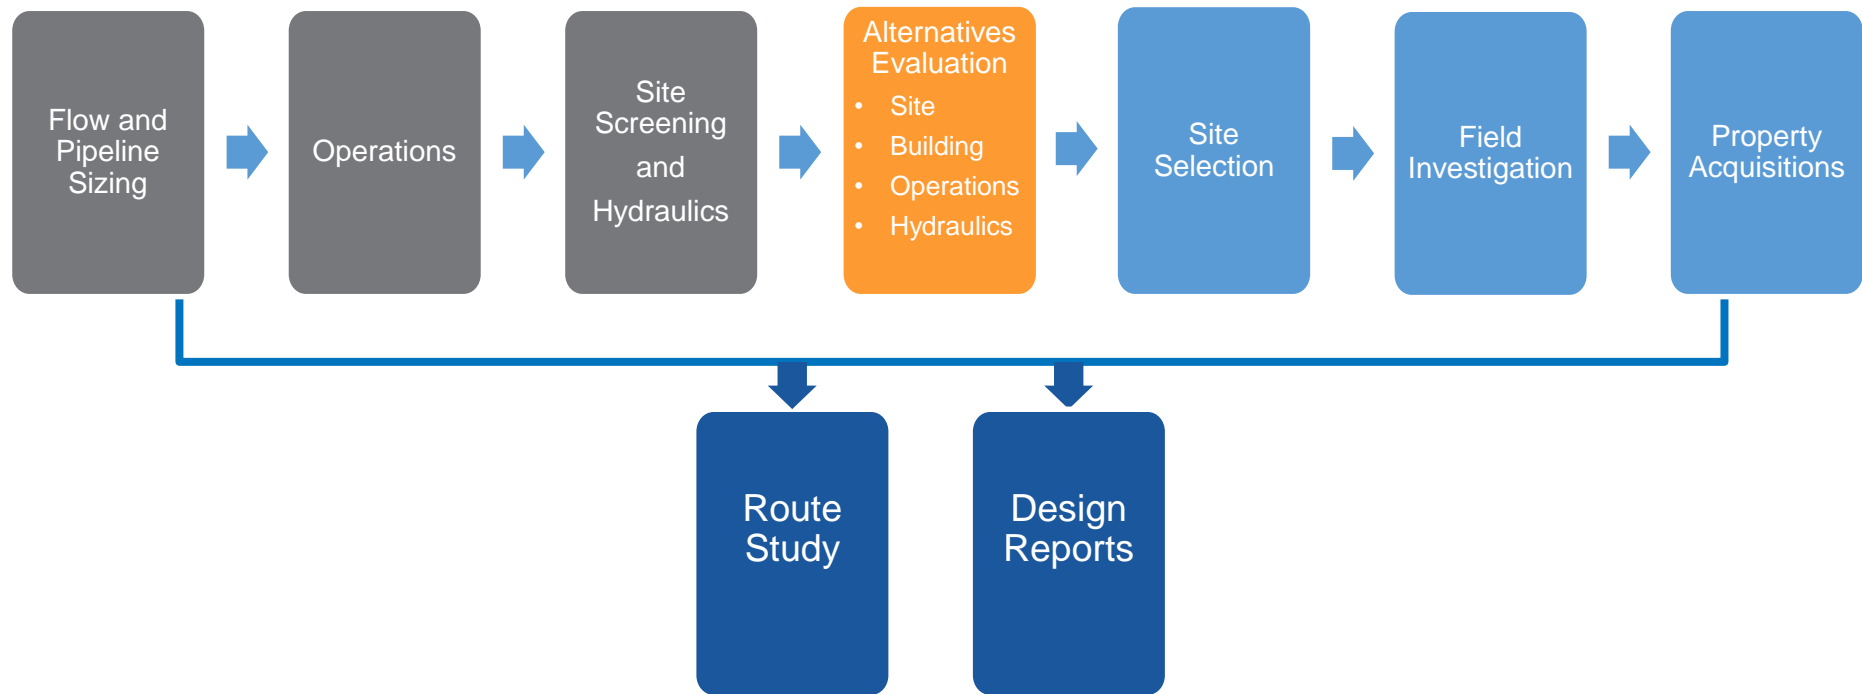 Flow and
Pipeline
Sizing
Operations
Site
Screening
and
Hydraulics
Alternatives
Evaluation
• Site
• Building
• Operations
• Hydraulics
Site
Selection
Field
Investigation
Property
Acquisitions
Route
Study
Design
Reports